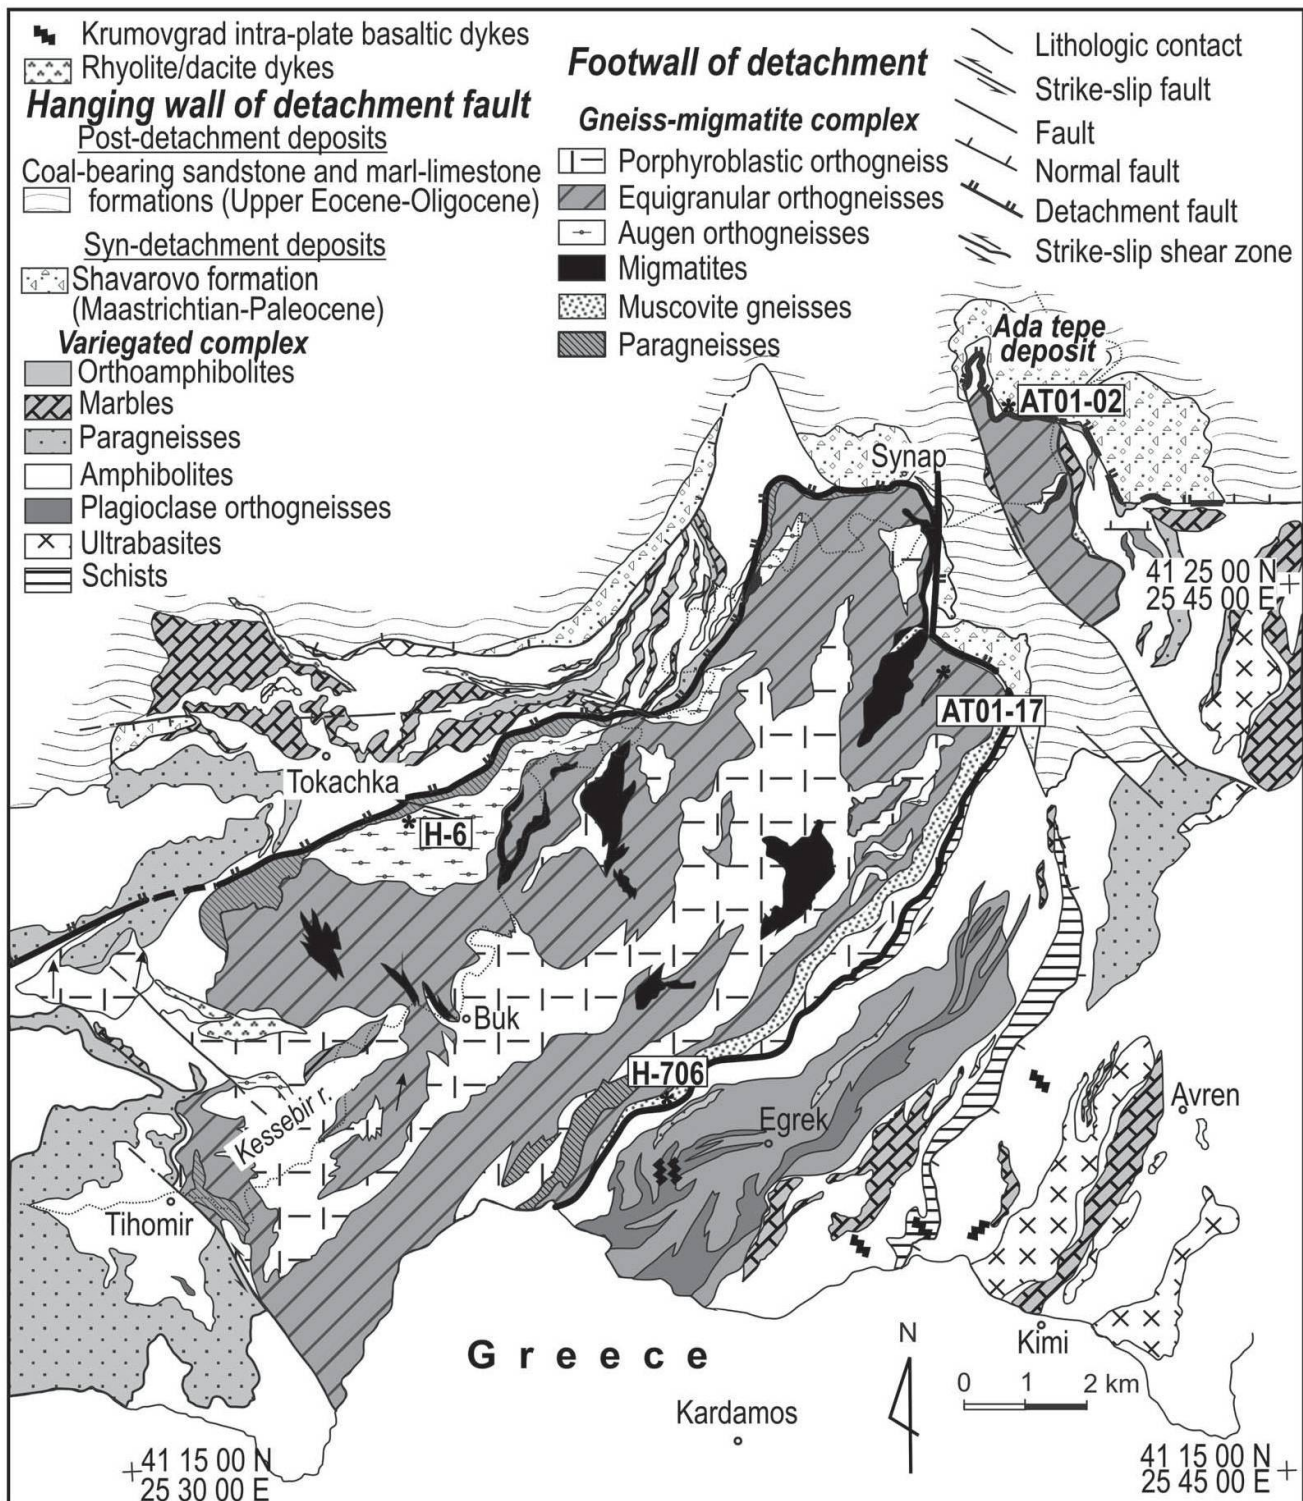 Krumovgrad intra-plate basaltic dykes
Rhyolite/dacite dykes
Hanging wall of detachment fault
Post-detachment deposits
Coal-bearing sandstone and marl-limestone
formations (Upper Eocene-Oligocene)
Syn-detachment deposits
Shavarovo formation
(Maastrichtian-Paleocene)
Variegated complex
Orthoamphibolites
Marbles
Paragneisses
Amphibolites
Plagioclase orthogneisses
Ultrabasites
Schists
Footwall of detachment
Gneiss-migmatite complex
Porphyroblastic orthogneiss
Equigranular orthogneisses
Augen orthogneisses
Migmatites
Muscovite gneisses
Paragneisses
Lithologic contact
Strike-slip fault
Fault
Normal fault
Detachment fault
Strike-slip shear zone
Ada tepe
deposit
AT01-02
Synap
41 25 00 N
25 45 00 E
AT01-17
Tokachka
H-6
Buk
H-706
Kessebir r.
Egrek
Avren
Tihomir
Kimi
Greece
N
0 1 2 km
Kardamos
41 15 00 N
25 30 00 E
41 15 00 N
25 45 00 E